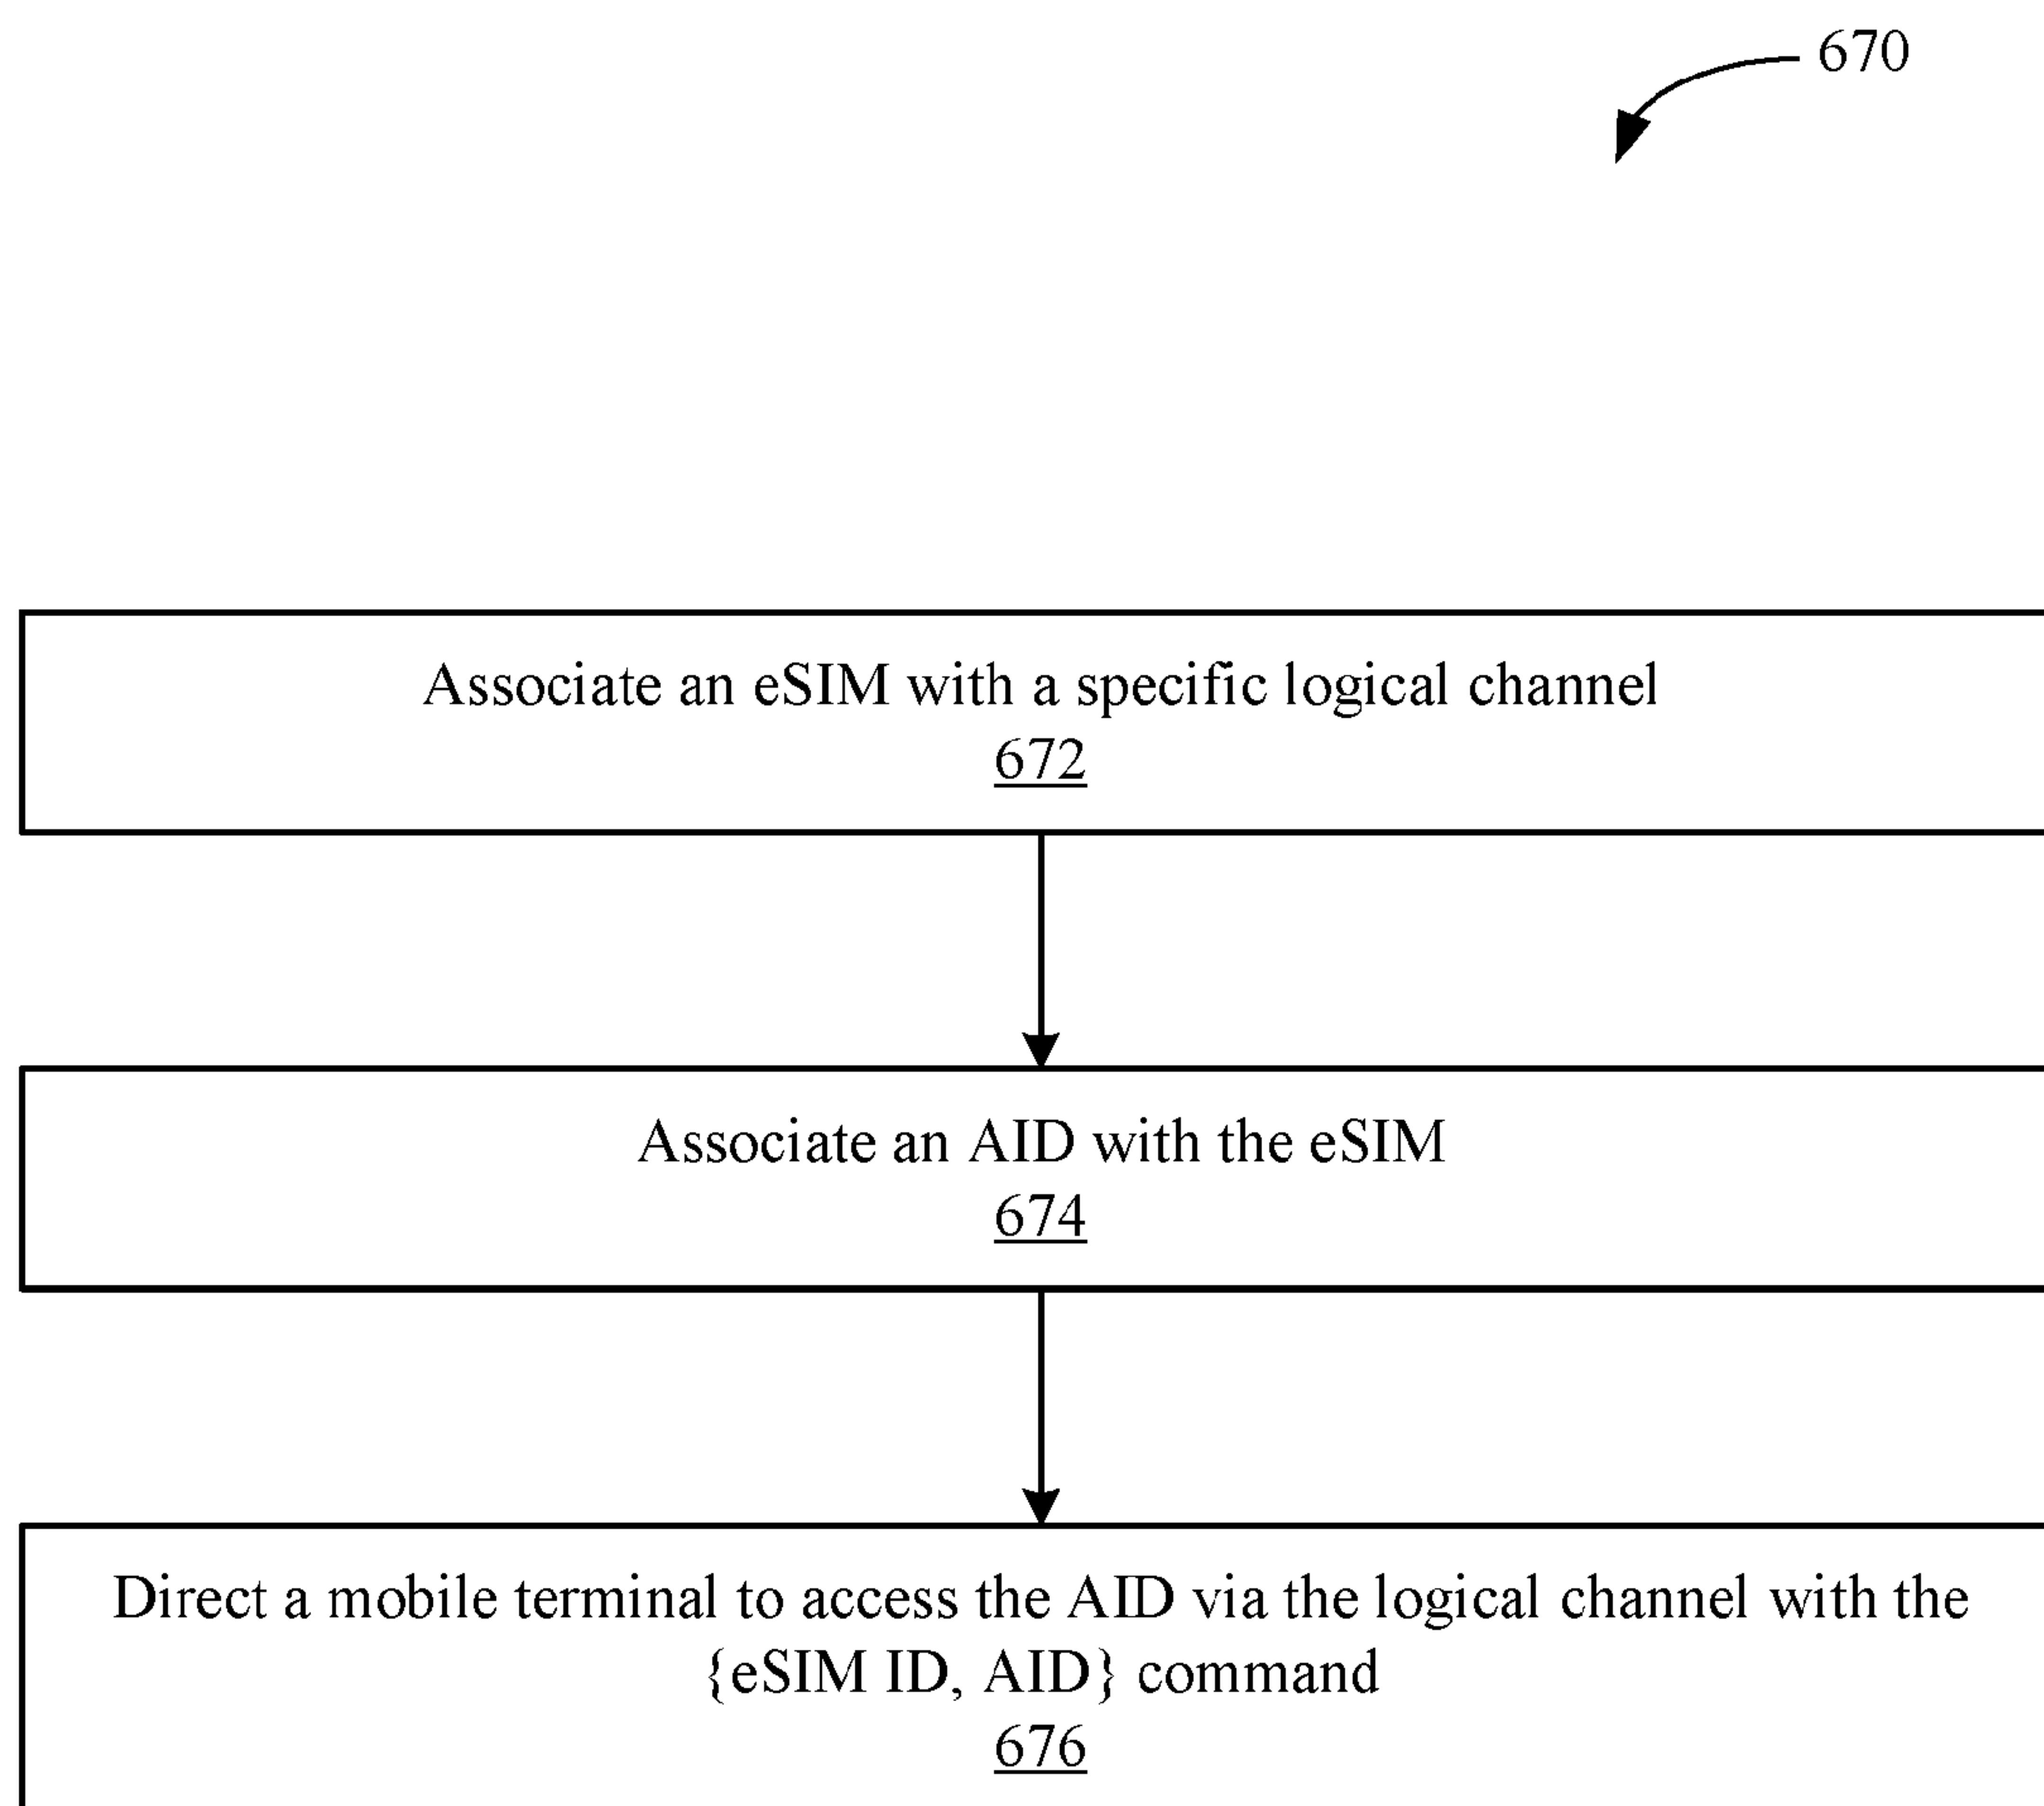 670
Associate an eSIM with a specific logical channel
672
Associate an AID with the eSIM
674
Direct a mobile terminal to access the AID via the logical channel with the
{eSIM ID, AID} command
676